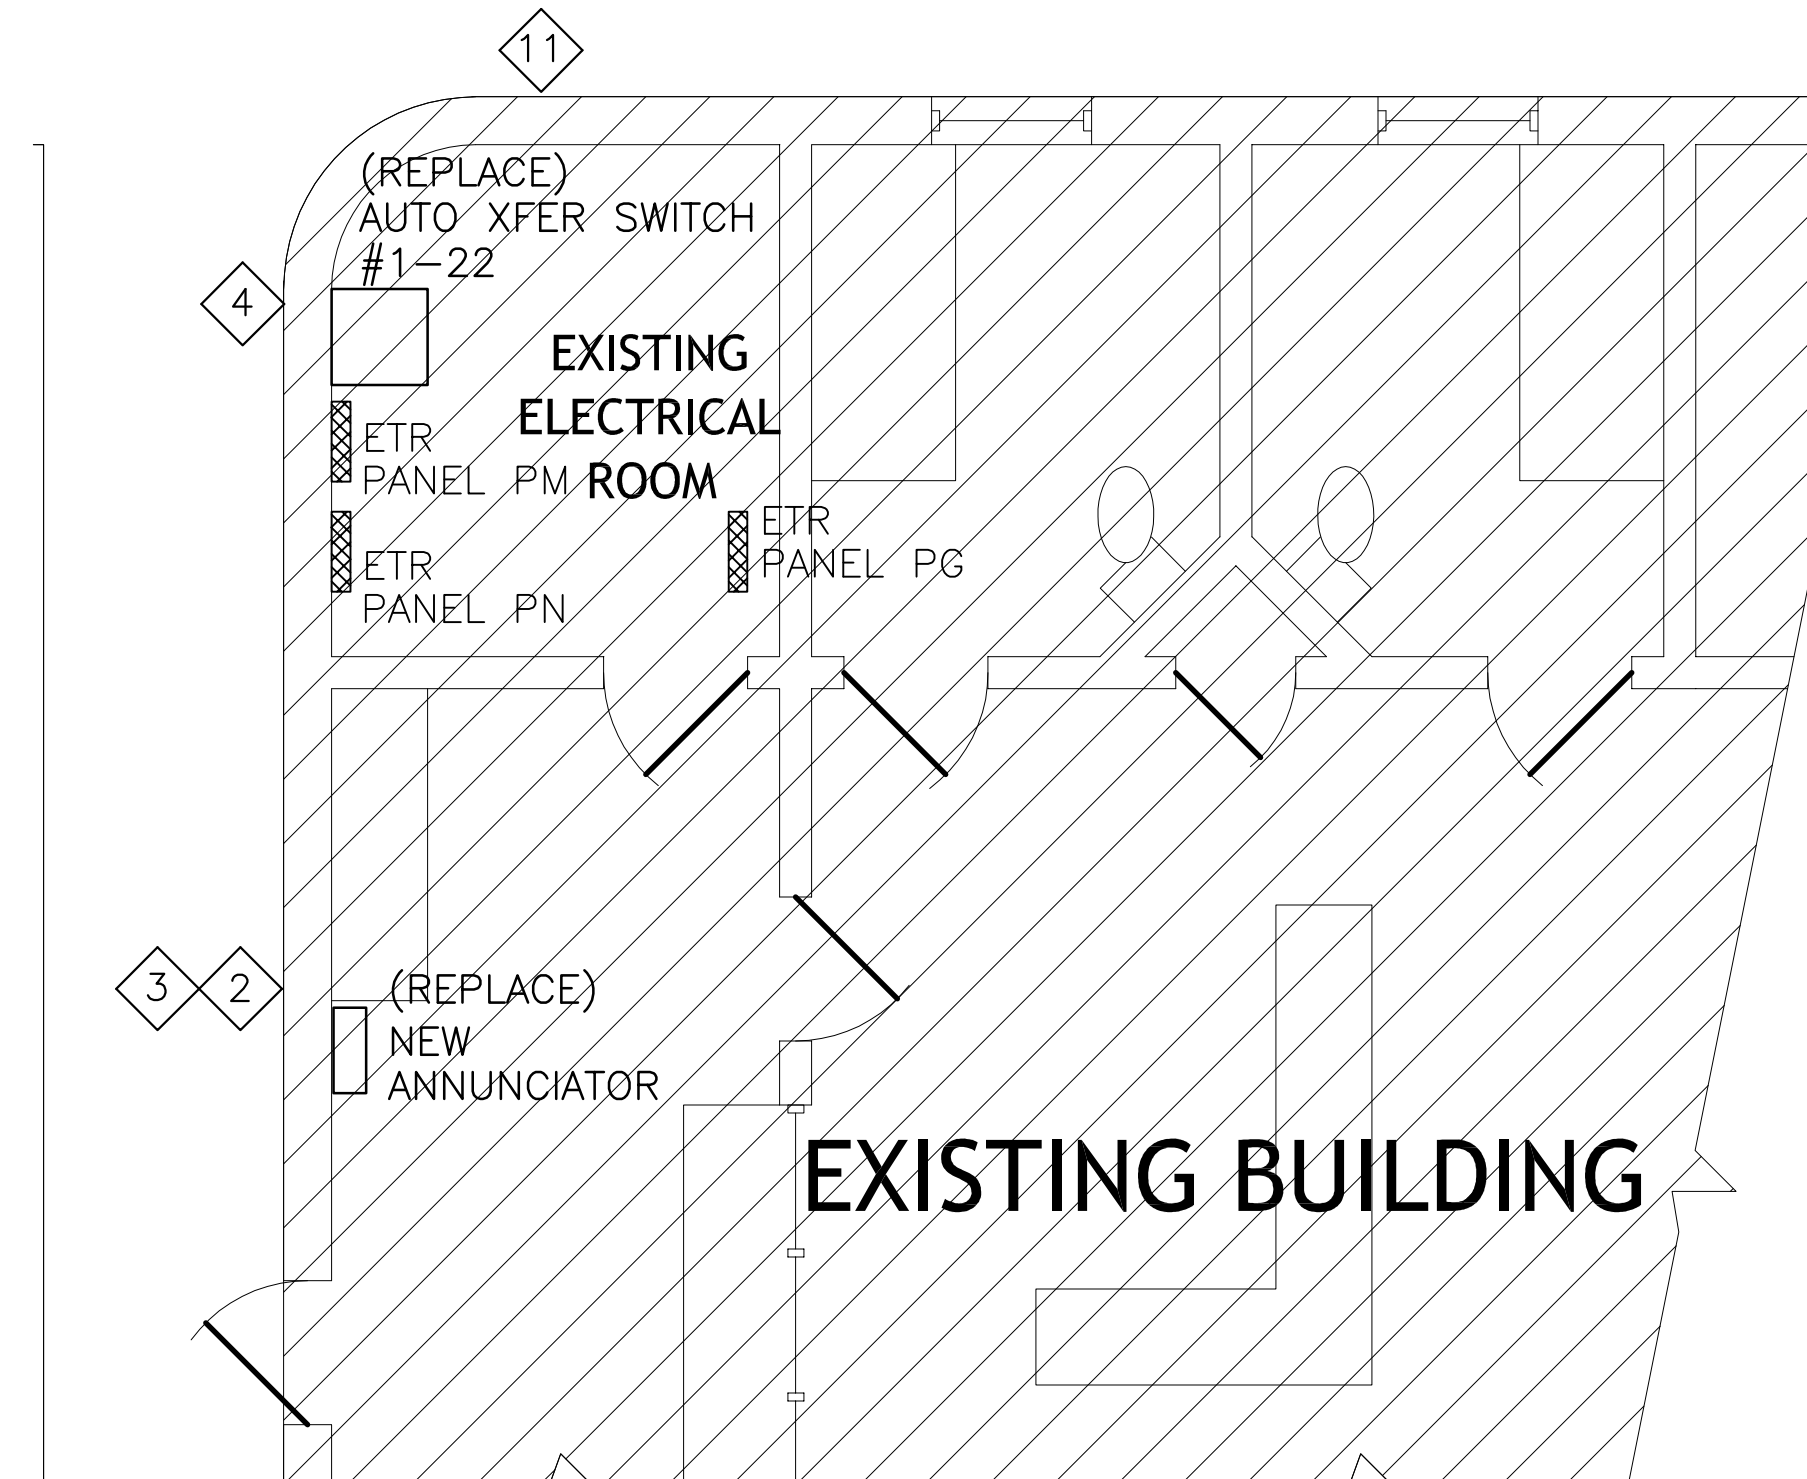 11
(REPLACE)
AUTO XFER SWITCH
#1-22
4
EXISTING
ELECTRICAL
ROOM
ETR
PANEL PM
ETR
PANEL PG
ETR
PANEL PN
3
2
(REPLACE)
NEW
ANNUNCIATOR
EXISTING BUILDING